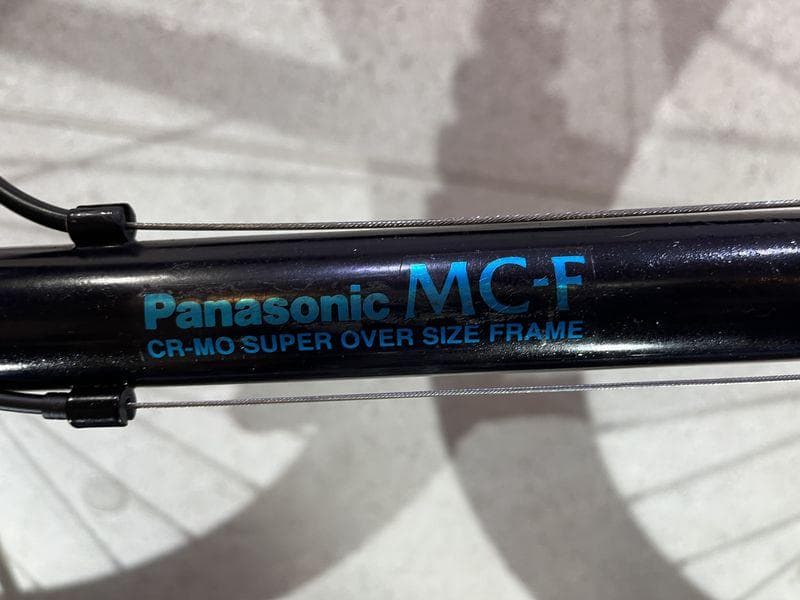 Panasonic MC-F
CR-MO SUPER OVER SIZE FRAME